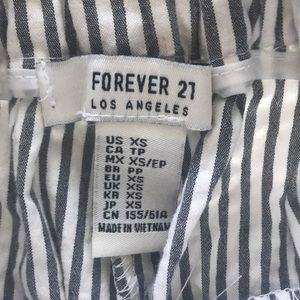 FOREVER 21
LOS ANGELES
US XS
CA TP
MX XS/EP
BR PP
EU XS
UK XS
KR XS
JP XS
CN 155/61A
MADE IN VIETNAM